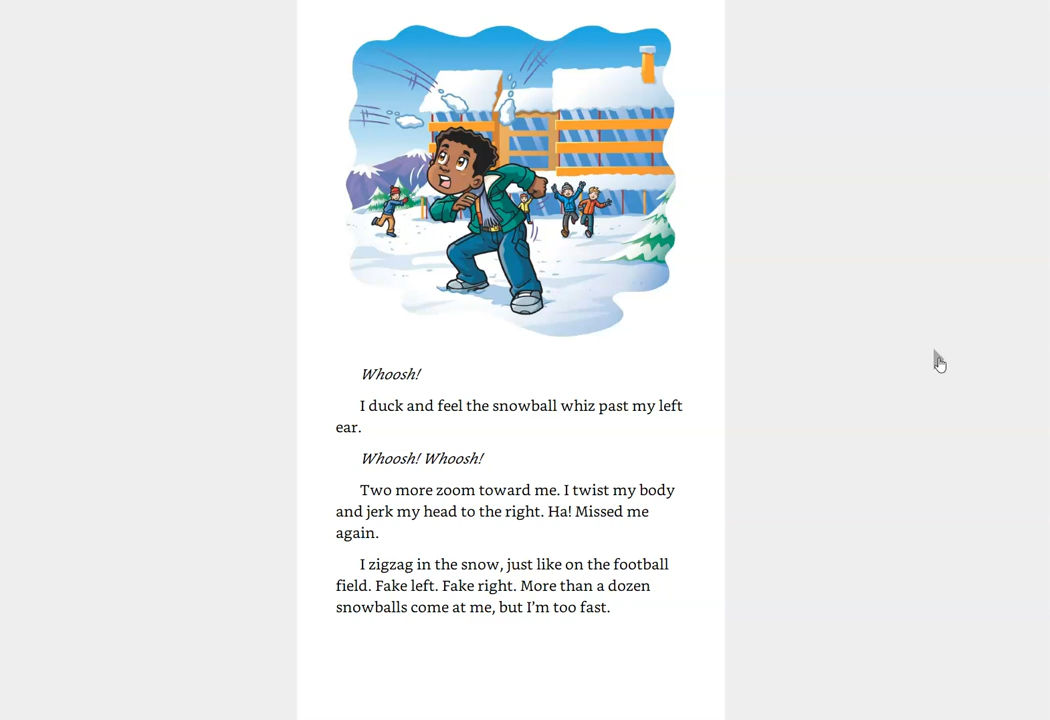 Whoosh!
I duck and feel the snowball whiz past my left
ear.
Whoosh! Whoosh!
Two more zoom toward me. I twist my body
and jerk my head to the right. Ha! Missed me
again.
I zigzag in the snow, just like on the football
field. Fake left. Fake right. More than a dozen
snowballs come at me, but I’m too fast.